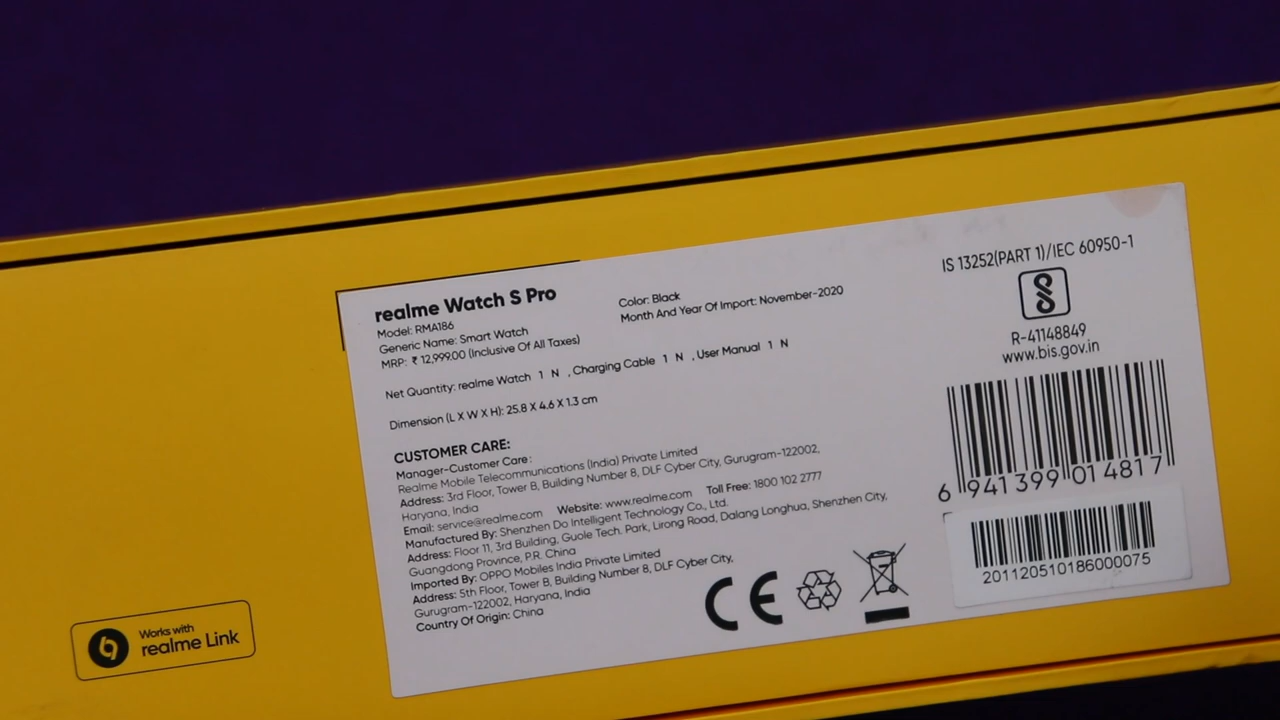 realme Watch S Pro
Model: RMA186
Generic Name: Smart Watch
MRP: ₹ 12,999.00 (Inclusive Of All Taxes)
Color: Black
Month And Year Of Import: November-2020
Net Quantity: realme Watch 1 N , Charging Cable 1 N , User Manual 1 N
Dimension (L X W X H): 25.8 X 4.6 X 1.3 cm
CUSTOMER CARE:
Manager-Customer Care:
Realme Mobile Telecommunications (India) Private Limited
Address: 3rd Floor, Tower B, Building Number 8, DLF Cyber City, Gurugram-122002,
Haryana, India
Email: service@realme.com Website: www.realme.com Toll Free: 1800 102 2777
Manufactured By: Shenzhen Do Intelligent Technology Co., Ltd.
Address: Floor 11, 3rd Building, Guole Tech. Park, Lirong Road, Dalang Longhua, Shenzhen City,
Guangdong Province, P.R. China
Imported By: OPPO Mobiles India Private Limited
Address: 5th Floor, Tower B, Building Number 8, DLF Cyber City,
Gurugram-122002, Haryana, India
Country Of Origin: China
CE
IS 13252(PART 1)/IEC 60950-1
R-41148849
www.bis.gov.in
6 941399 014817
201120510186000075
Works with
realme Link